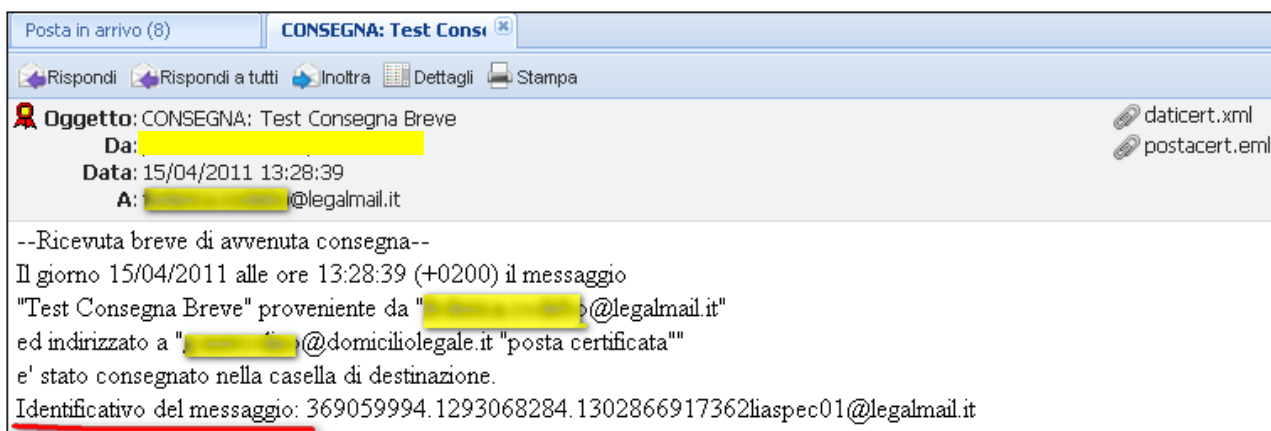 Posta in arrivo (8) CONSEGNA: Test Conse
Rispondi Rispondi a tutti Inoltra Dettagli Stampa
Oggetto: CONSEGNA: Test Consegna Breve daticert.xml
Da: postacert.eml
Data: 15/04/2011 13:28:39
A: @legalmail.it
--Ricevuta breve di avvenuta consegna--
Il giorno 15/04/2011 alle ore 13:28:39 (+0200) il messaggio
"Test Consegna Breve" proveniente da " @legalmail.it"
ed indirizzato a " @domiciliolegale.it "posta certificata""
e' stato consegnato nella casella di destinazione.
Identificativo del messaggio: 369059994.1293068284.1302866917362liaspec01@legalmail.it